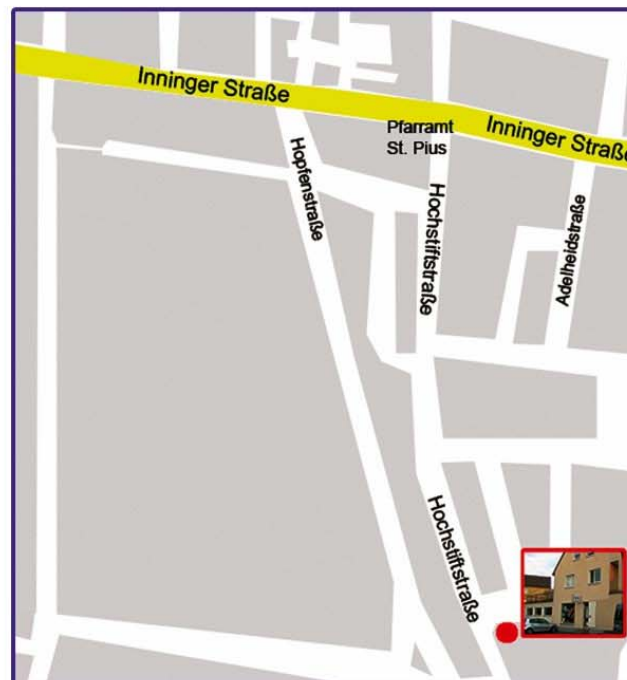 Inninger Straße
Pfarramt
St. Pius
Inninger Straße
Hopfenstraße
Hochstiftstraße
Adelheidstraße
Hochstiftstraße